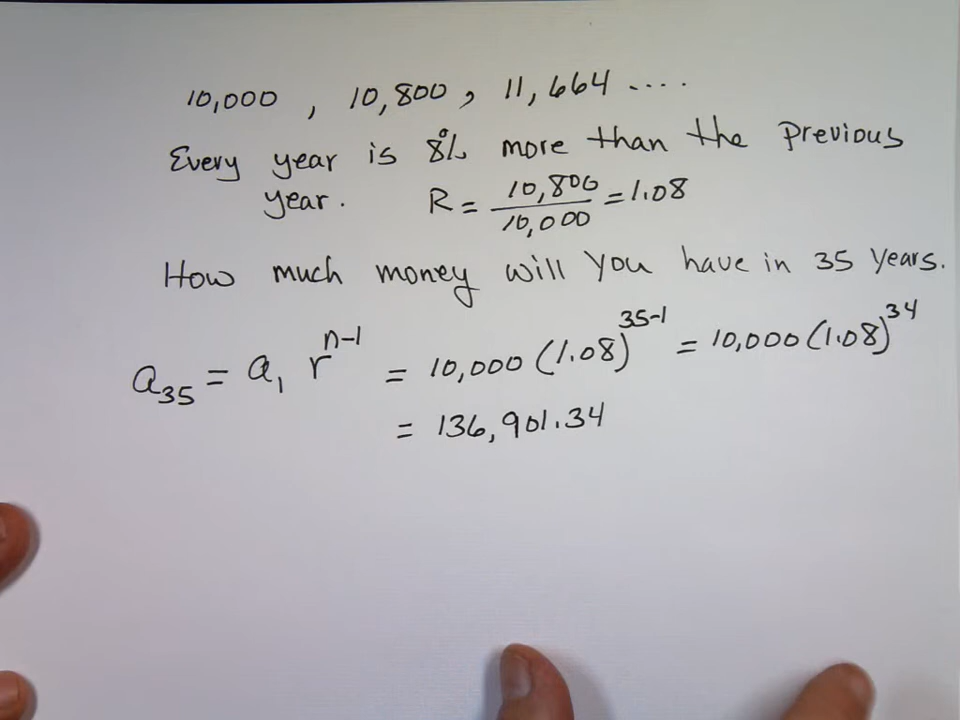 10,000 , 10,800, 11,664 ....
Every year is 8% more than the previous
year. R = 10,800/10,000 = 1.08
How much money will you have in 35 years.
a₃₅ = a₁ rⁿ⁻¹ = 10,000 (1.08)³⁵⁻¹ = 10,000 (1.08)³⁴
= 136,901.34